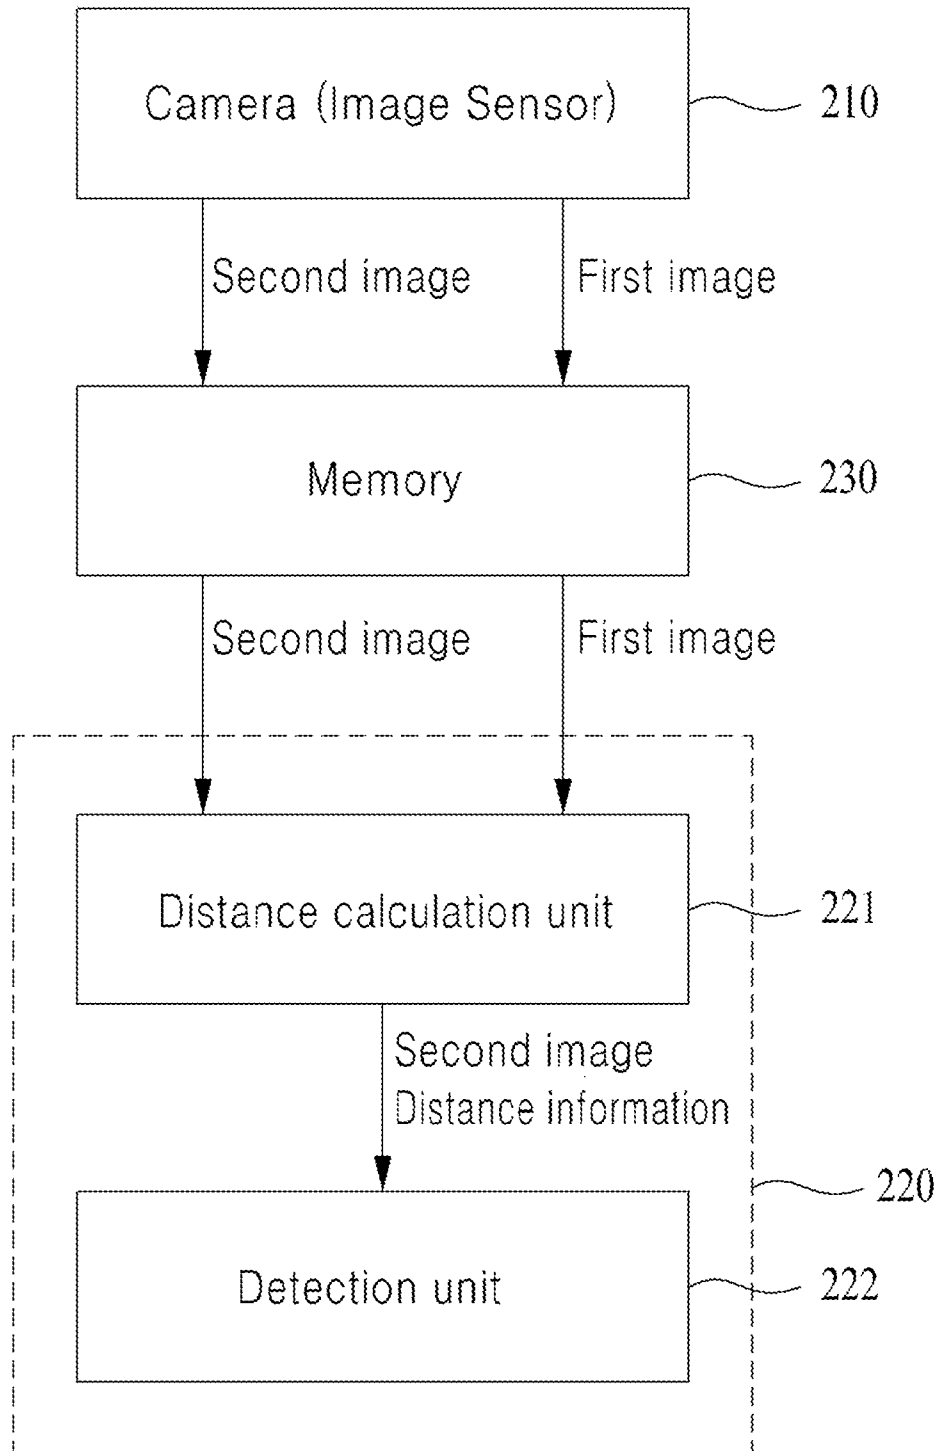 Camera (Image Sensor)
210
Second image
First image
Memory
230
Second image
First image
Distance calculation unit
221
Second image
Distance information
220
Detection unit
222